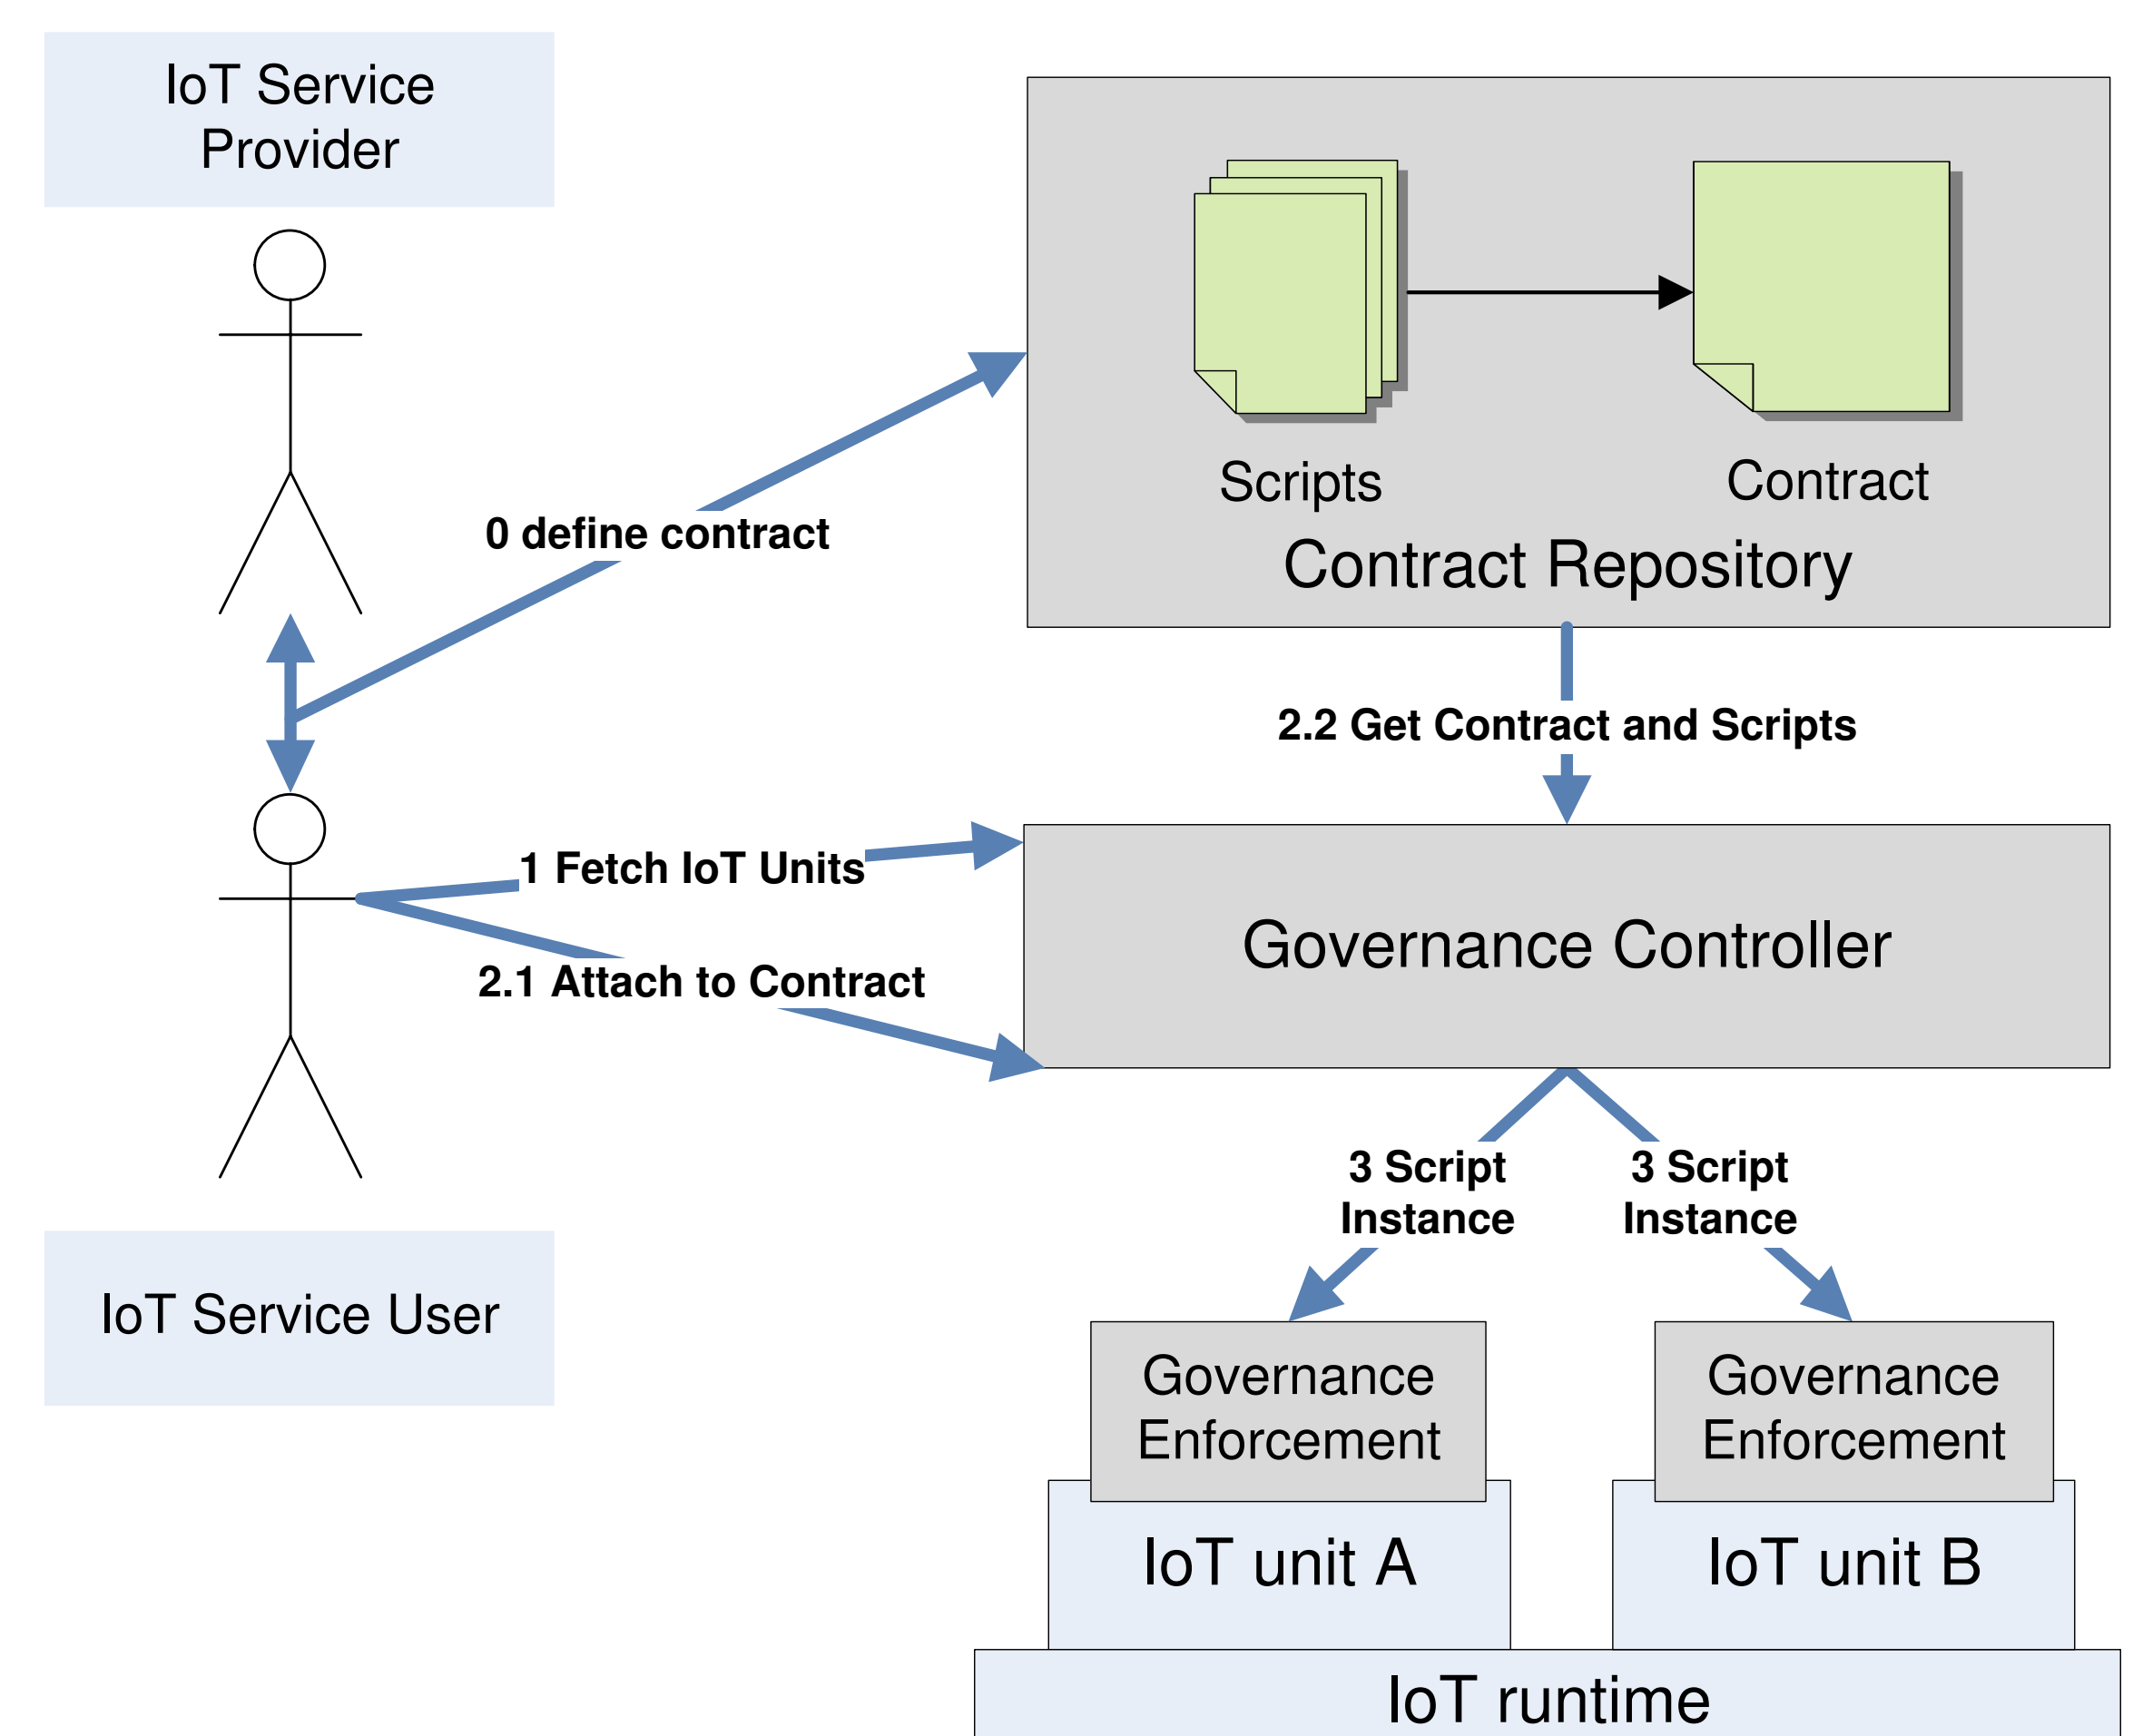 IoT Service
Provider
Scripts
Contract
Contract Repository
0 define contract
2.2 Get Contract and Scripts
1 Fetch IoT Units
2.1 Attach to Contract
Governance Controller
3 Script
Instance
3 Script
Instance
IoT Service User
Governance
Enforcement
Governance
Enforcement
IoT unit A
IoT unit B
IoT runtime